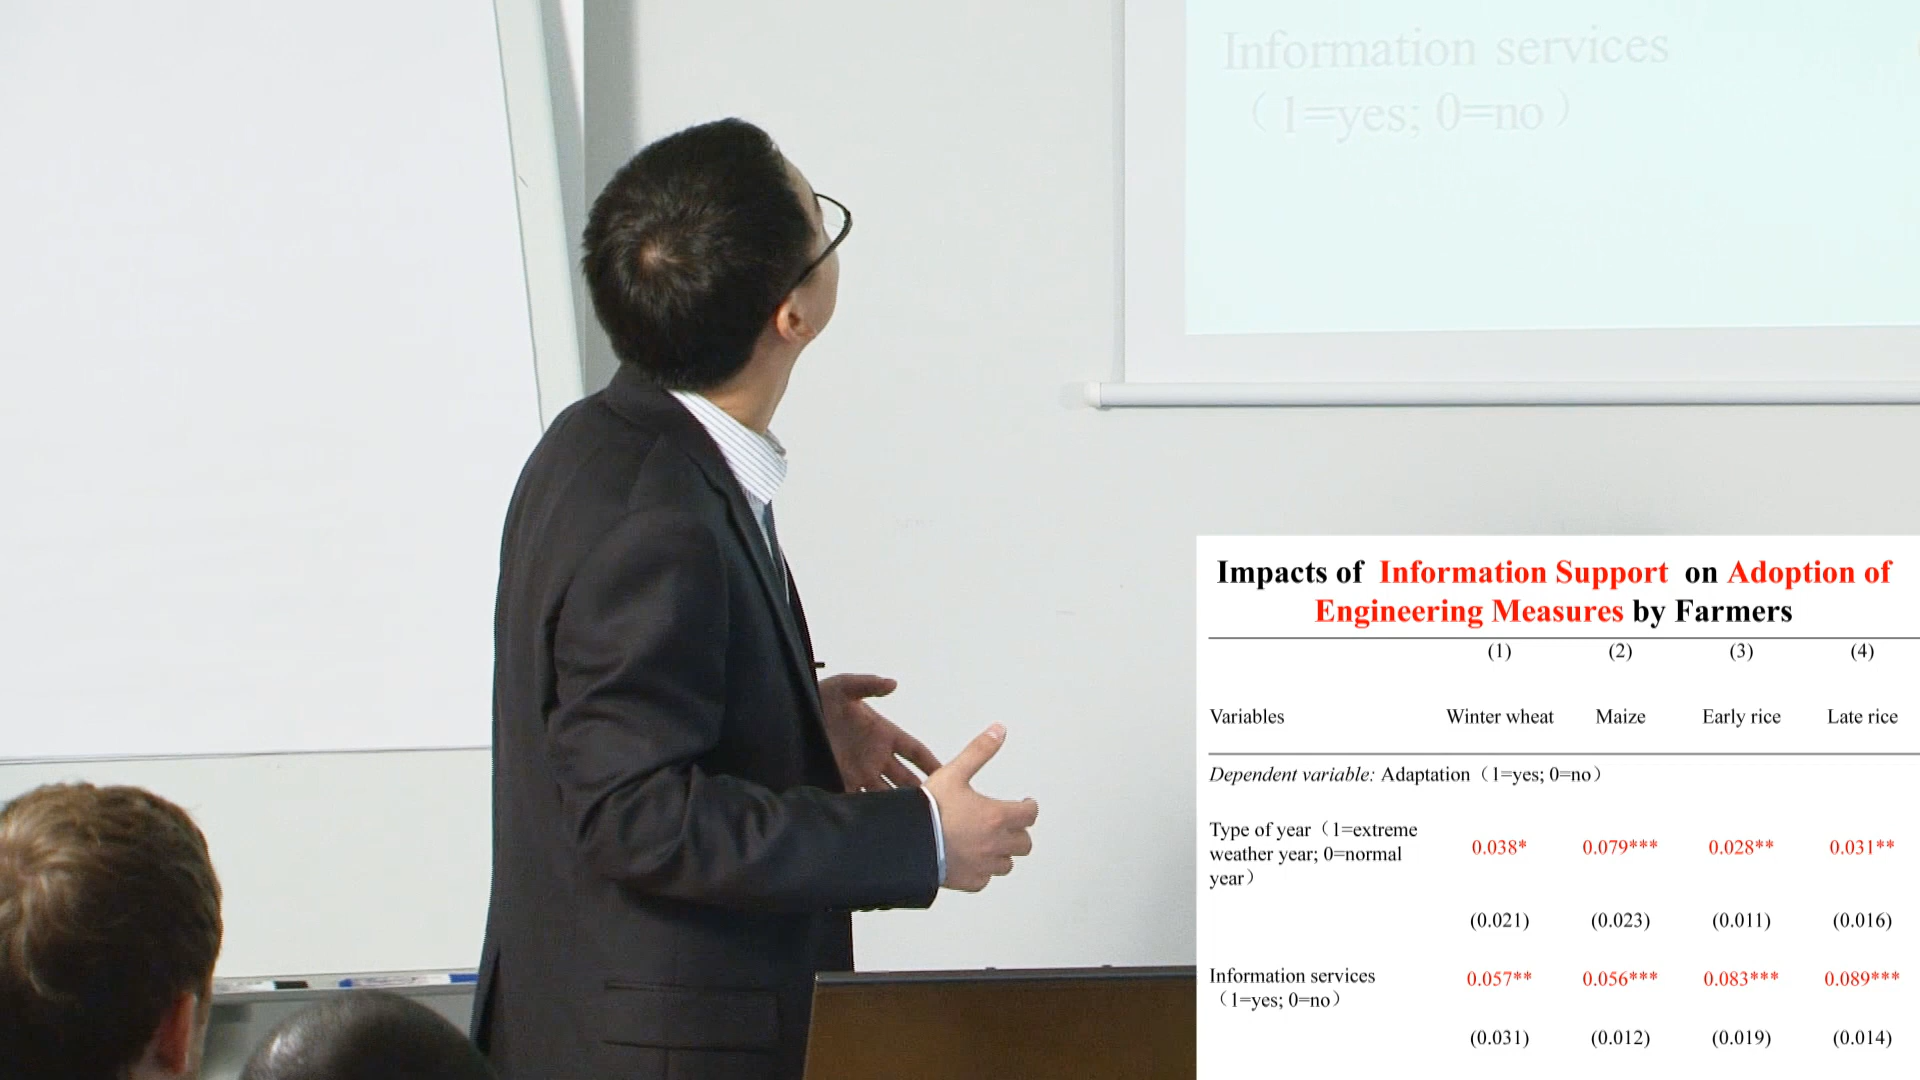 Information services
（1=yes; 0=no）
Impacts of Information Support on Adoption of
Engineering Measures by Farmers
(1) (2) (3) (4)
Variables Winter wheat Maize Early rice Late rice
Dependent variable: Adaptation（1=yes; 0=no）
Type of year（1=extreme
weather year; 0=normal
year）
0.038* 0.079*** 0.028** 0.031**
(0.021) (0.023) (0.011) (0.016)
Information services
（1=yes; 0=no）
0.057** 0.056*** 0.083*** 0.089***
(0.031) (0.012) (0.019) (0.014)